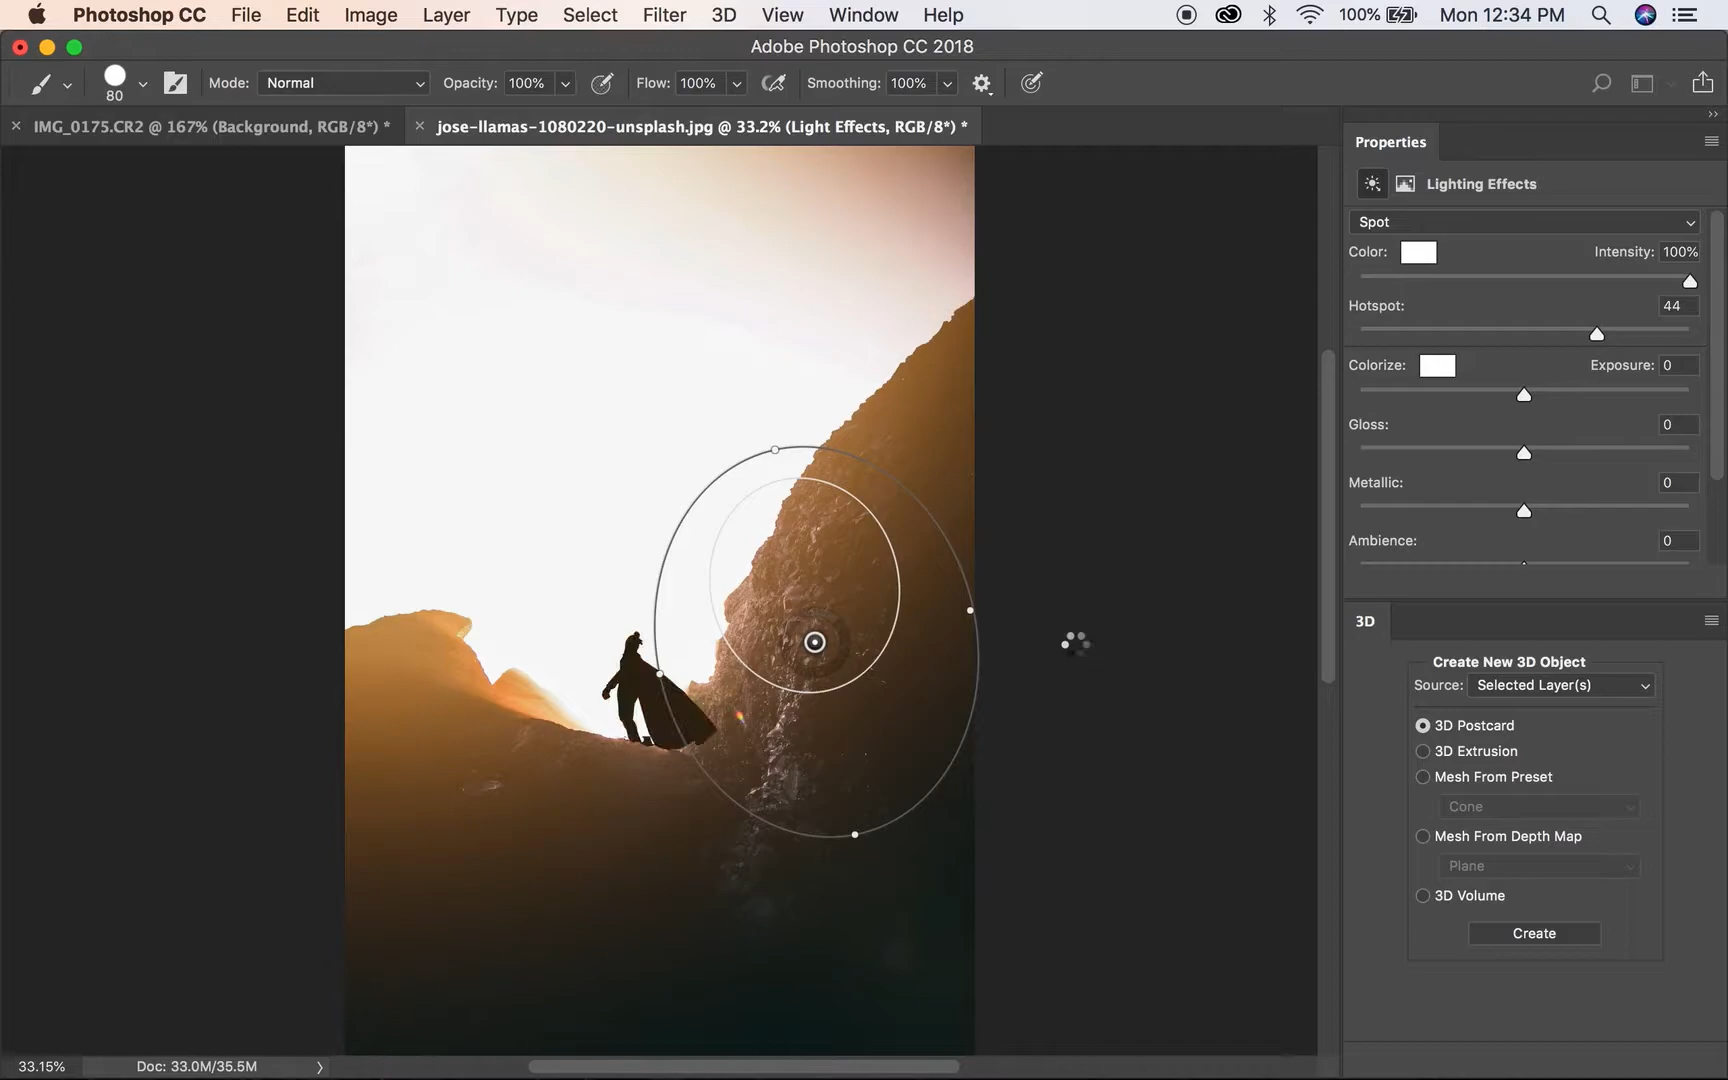 Photoshop CC File Edit Image Layer Type Select Filter 3D View Window Help 100% Mon 12:34 PM
Adobe Photoshop CC 2018
80 Mode: Normal Opacity: 100% Flow: 100% Smoothing: 100%
× IMG_0175.CR2 @ 167% (Background, RGB/8*) * × jose-llamas-1080220-unsplash.jpg @ 33.2% (Light Effects, RGB/8*) *
Properties
Lighting Effects
Spot
Color: Intensity: 100%
Hotspot: 44
Colorize: Exposure: 0
Gloss: 0
Metallic: 0
Ambience: 0
3D
Create New 3D Object
Source: Selected Layer(s)
3D Postcard
3D Extrusion
Mesh From Preset
Cone
Mesh From Depth Map
Plane
3D Volume
Create
33.15% Doc: 33.0M/35.5M